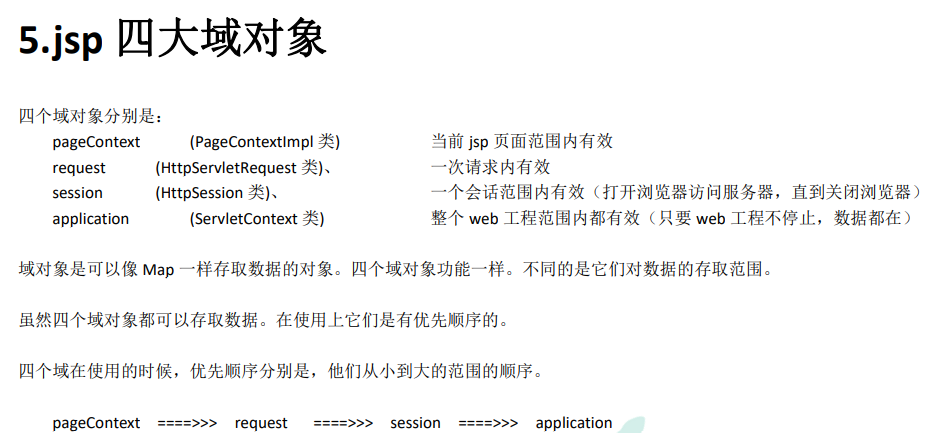 5.jsp 四大域对象
四个域对象分别是：
pageContext (PageContextImpl 类) 当前 jsp 页面范围内有效
request (HttpServletRequest 类)、 一次请求内有效
session (HttpSession 类)、 一个会话范围内有效（打开浏览器访问服务器，直到关闭浏览器）
application (ServletContext 类) 整个 web 工程范围内都有效（只要 web 工程不停止，数据都在）
域对象是可以像 Map 一样存取数据的对象。四个域对象功能一样。不同的是它们对数据的存取范围。
虽然四个域对象都可以存取数据。在使用上它们是有优先顺序的。
四个域在使用的时候，优先顺序分别是，他们从小到大的范围的顺序。
pageContext ====>>> request ====>>> session ====>>> application